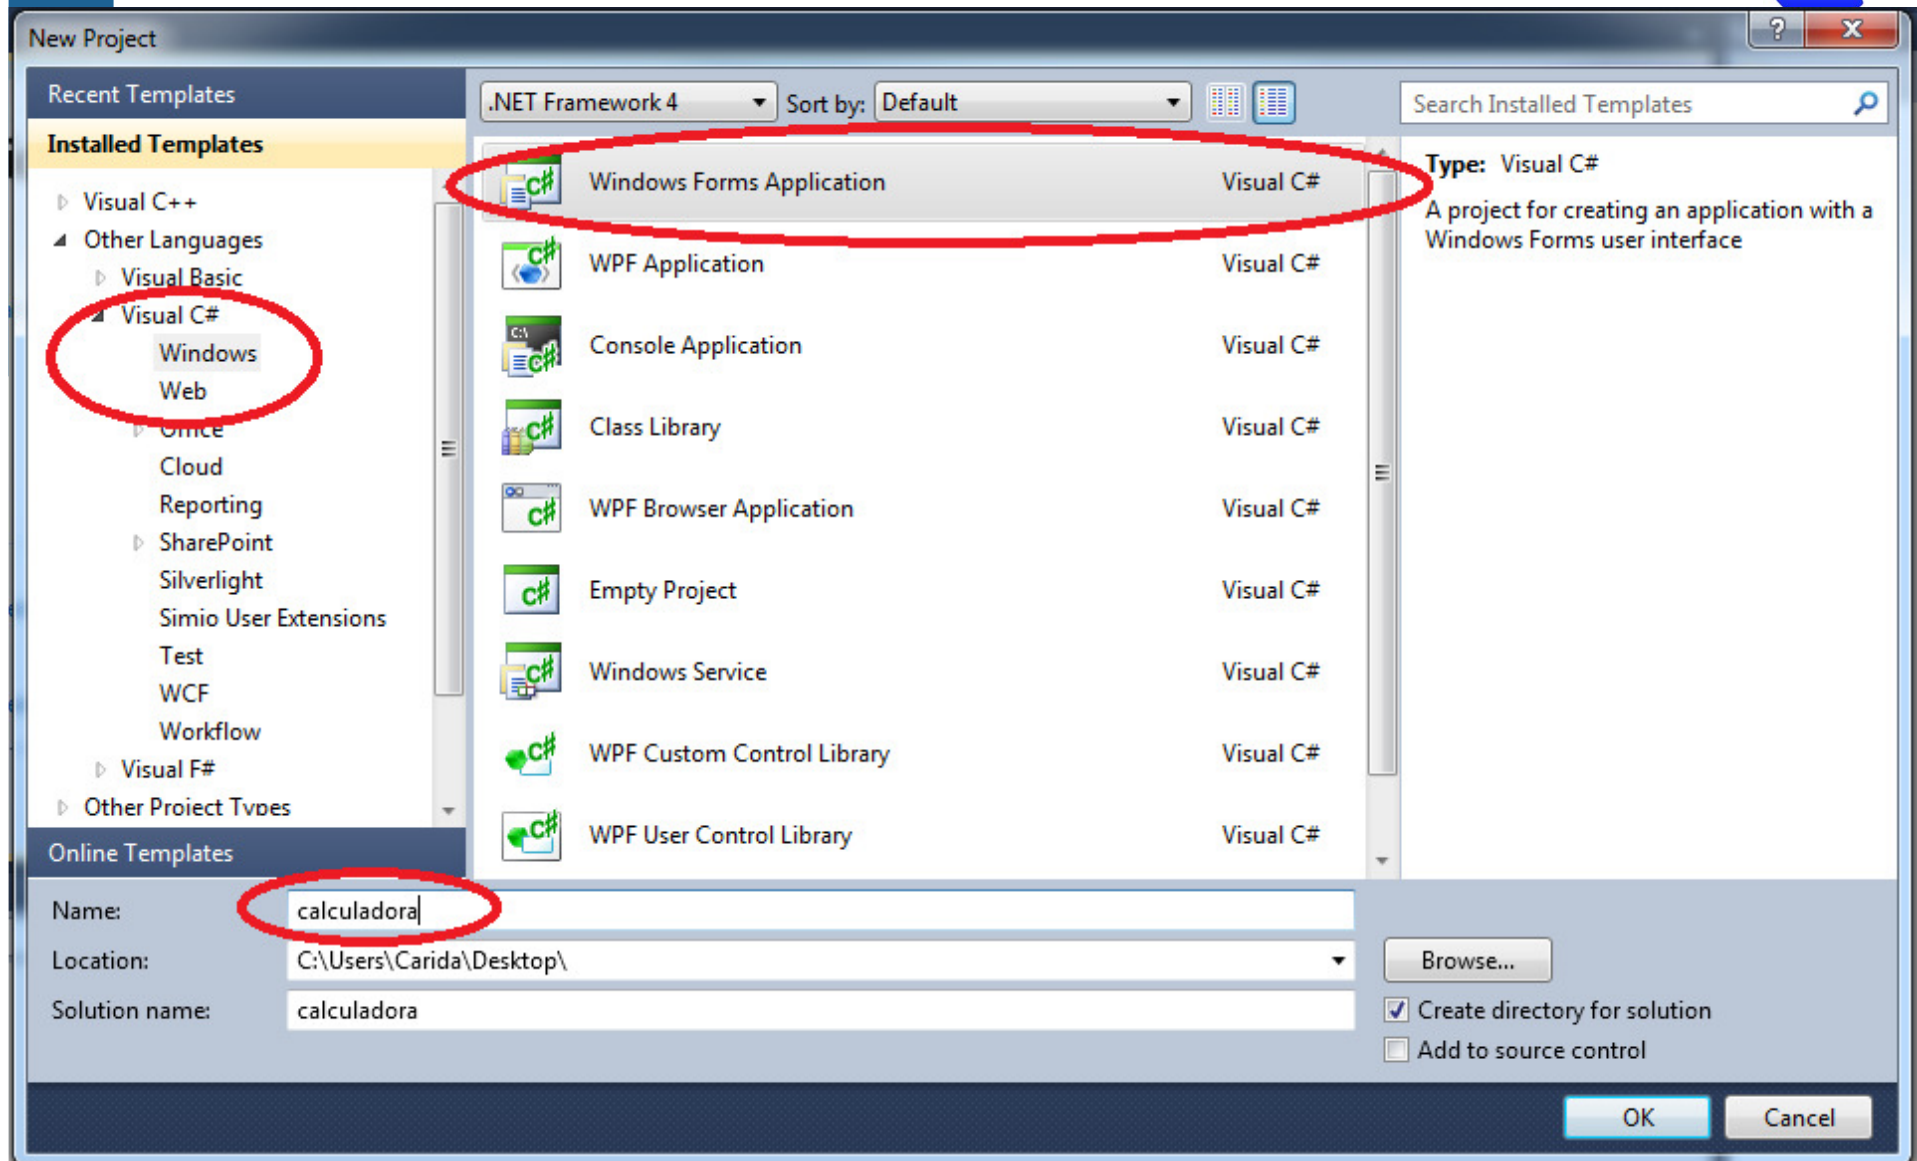 New Project
?
X
Recent Templates
Installed Templates
Visual C++
Other Languages
Visual Basic
Visual C#
Windows
Web
Office
Cloud
Reporting
SharePoint
Silverlight
Simio User Extensions
Test
WCF
Workflow
Visual F#
Other Project Types
Online Templates
.NET Framework 4
Sort by: Default
Search Installed Templates
Windows Forms Application Visual C#
WPF Application Visual C#
Console Application Visual C#
Class Library Visual C#
WPF Browser Application Visual C#
Empty Project Visual C#
Windows Service Visual C#
WPF Custom Control Library Visual C#
WPF User Control Library Visual C#
Type: Visual C#
A project for creating an application with a
Windows Forms user interface
Name: calculadora
Location: C:\Users\Carida\Desktop\
Browse...
Solution name: calculadora
Create directory for solution
Add to source control
OK Cancel